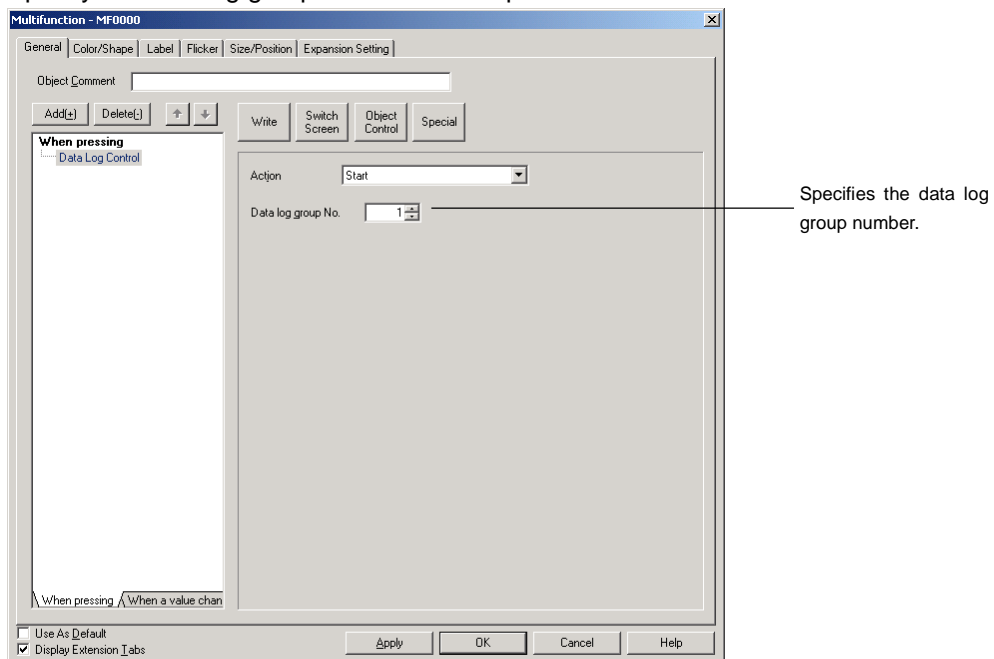 Multifunction - MF0000
General Color/Shape Label Flicker Size/Position Expansion Setting
Object Comment
Add(+) Delete(-)
Write Switch Screen Object Control Special
When pressing
Data Log Control
Action Start
Data log group No. 1
Specifies the data log
group number.
When pressing When a value chan
Use As Default
Display Extension Tabs
Apply OK Cancel Help